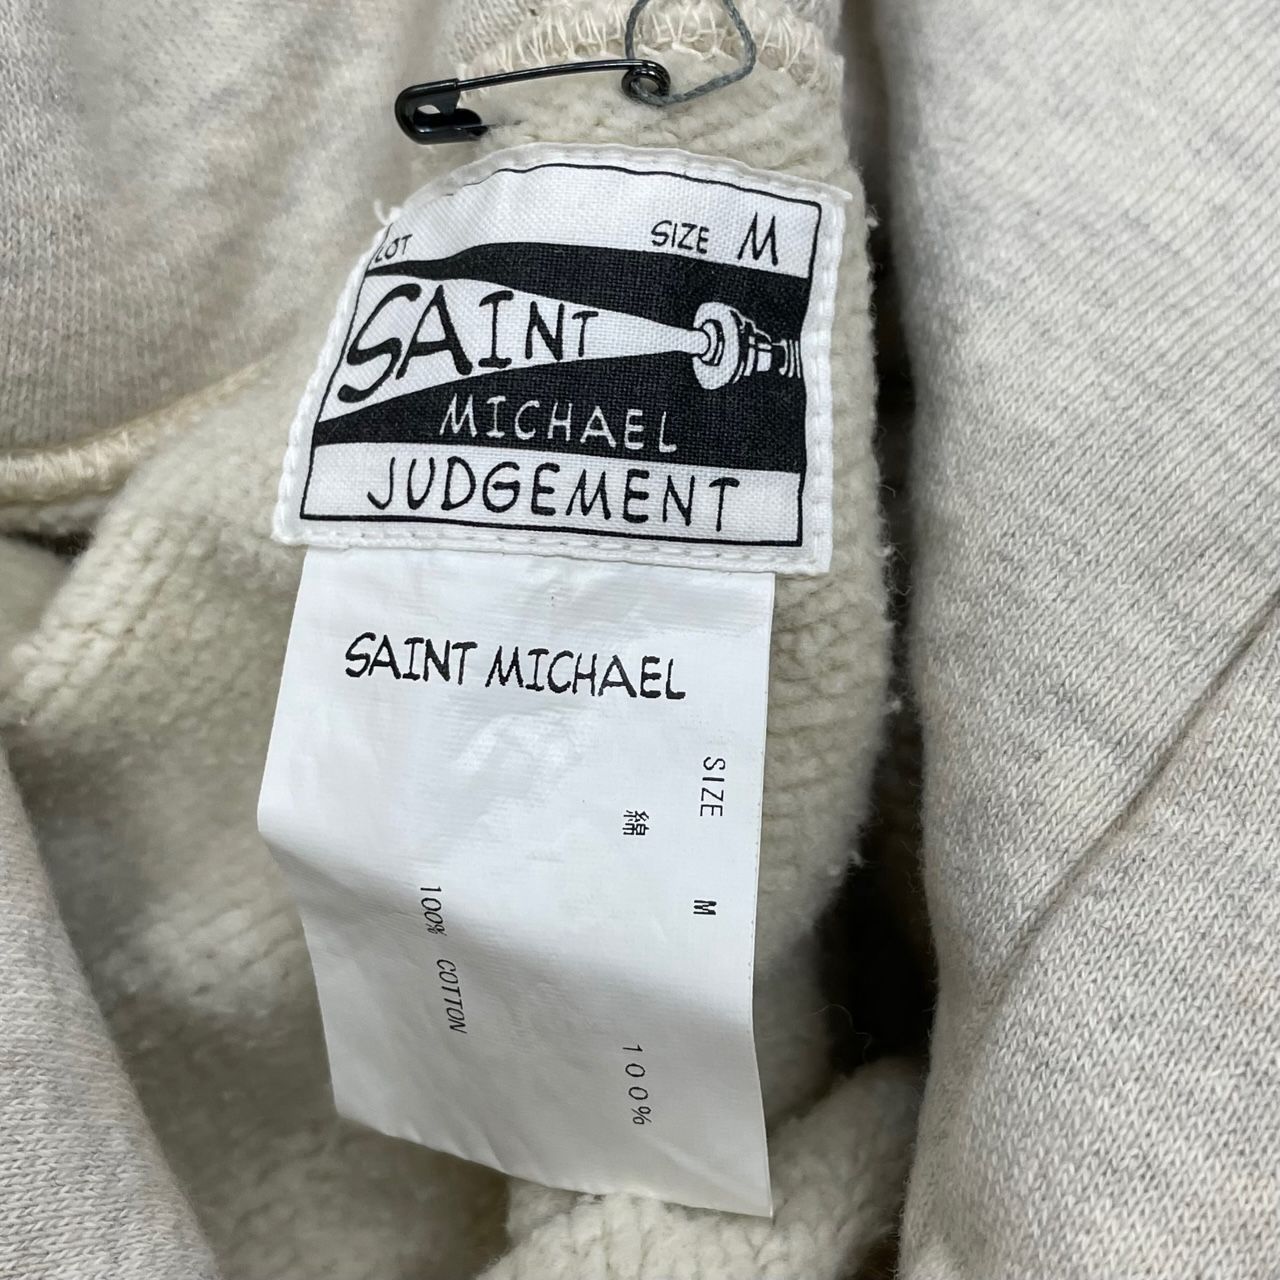 LOT SIZE M
SAINT
MICHAEL
JUDGEMENT
SAINT MICHAEL
SIZE M
綿 100%
100% COTTON